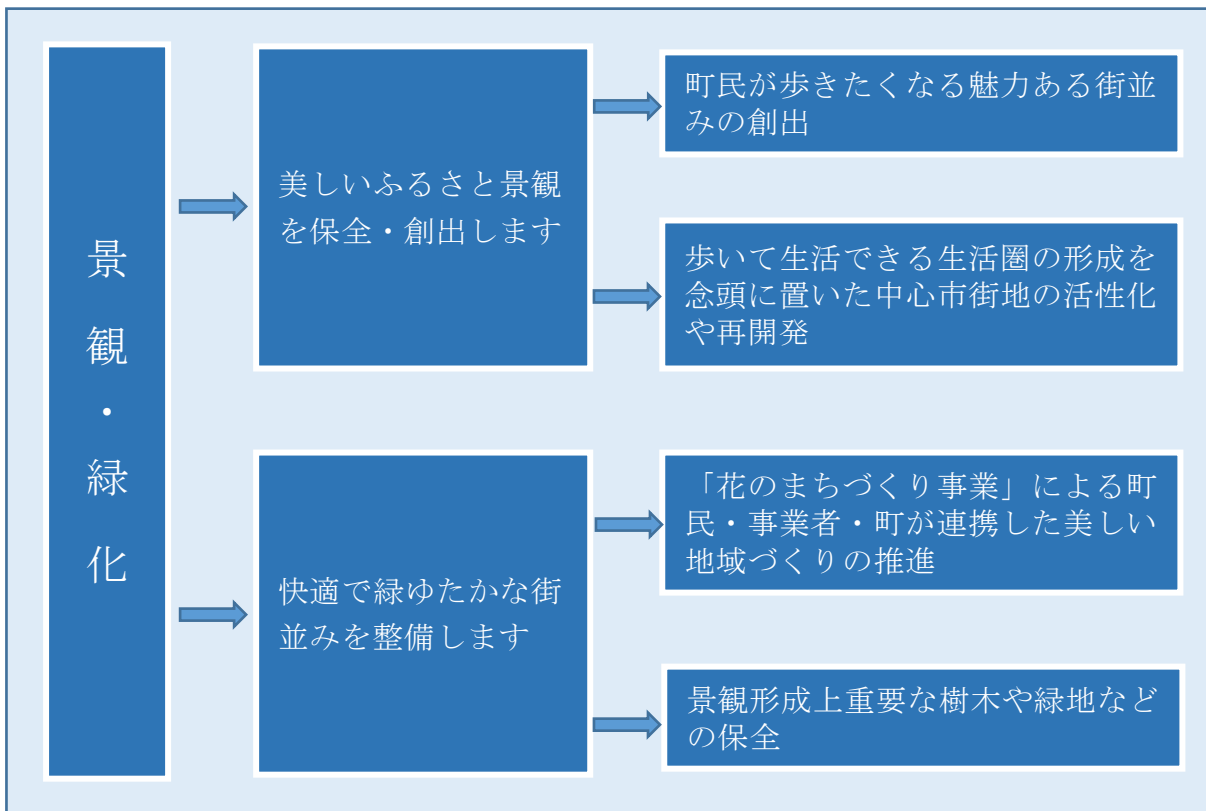 景観・緑化
美しいふるさと景観
を保全・創出します
町民が歩きたくなる魅力ある街並
みの創出
歩いて生活できる生活圏の形成を
念頭に置いた中心市街地の活性化
や再開発
快適で緑ゆたかな街
並みを整備します
「花のまちづくり事業」による町
民・事業者・町が連携した美しい
地域づくりの推進
景観形成上重要な樹木や緑地など
の保全